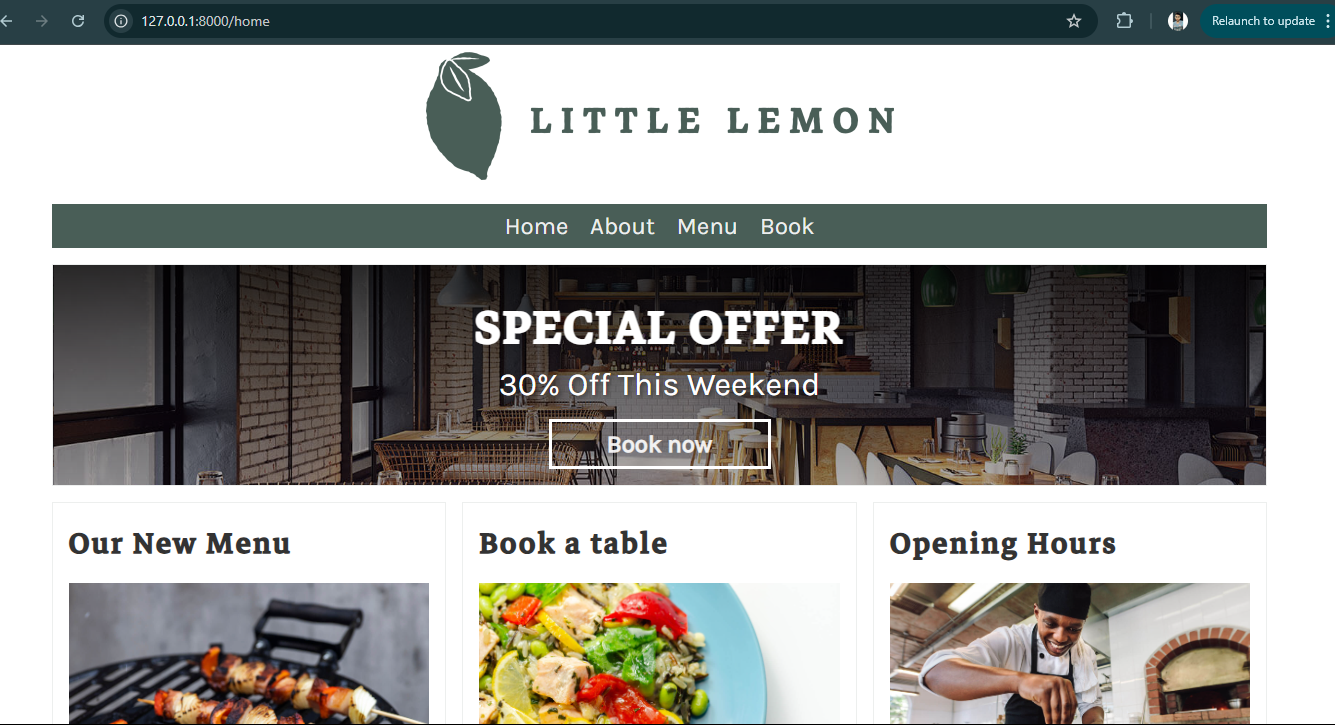 127.0.0.1:8000/home
Relaunch to update
LITTLE LEMON
Home About Menu Book
SPECIAL OFFER
30% Off This Weekend
Book now
Our New Menu
Book a table
Opening Hours